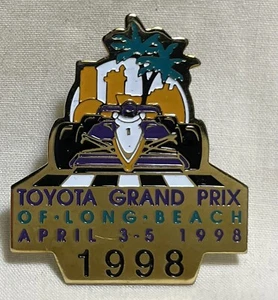 TOYOTA GRAND PRIX
OF·LONG·BEACH
APRIL 3-5 1998
1998